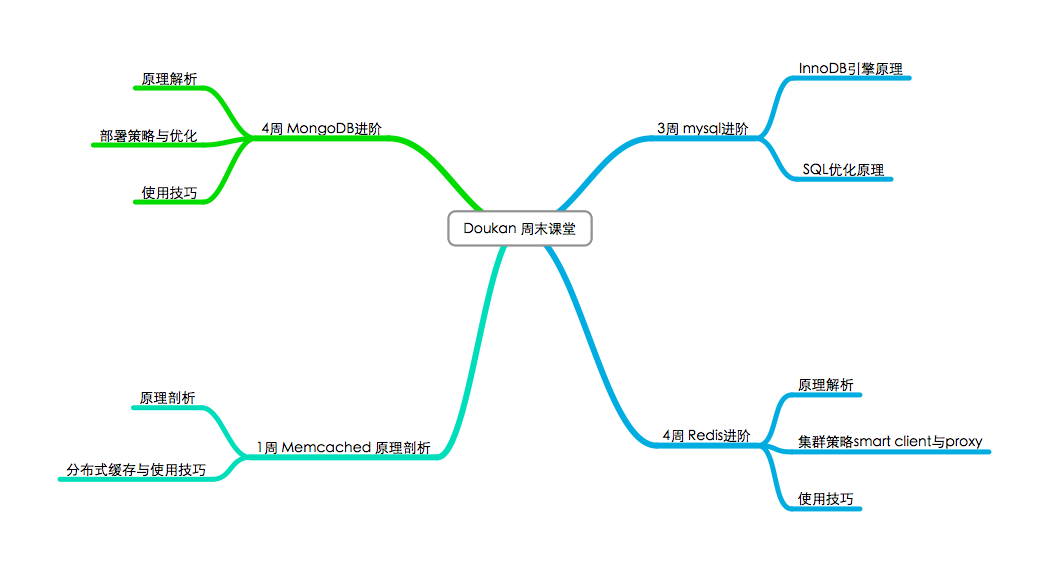 Doukan 周末课堂
3周 mysql进阶
InnoDB引擎原理
SQL优化原理
4周 Redis进阶
原理解析
集群策略smart client与proxy
使用技巧
4周 MongoDB进阶
原理解析
部署策略与优化
使用技巧
1周 Memcached 原理剖析
原理剖析
分布式缓存与使用技巧